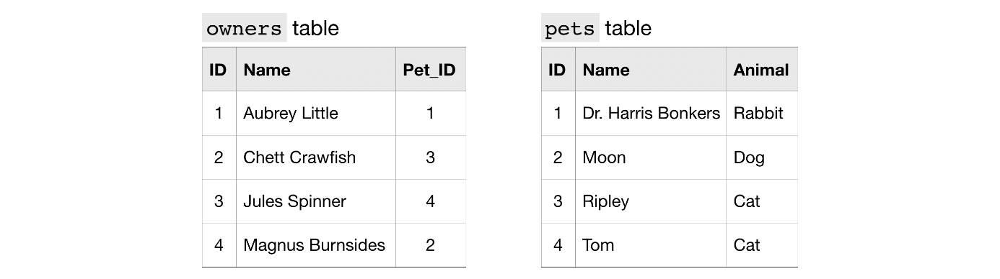 owners table
ID Name Pet_ID
1 Aubrey Little 1
2 Chett Crawfish 3
3 Jules Spinner 4
4 Magnus Burnsides 2
pets table
ID Name Animal
1 Dr. Harris Bonkers Rabbit
2 Moon Dog
3 Ripley Cat
4 Tom Cat